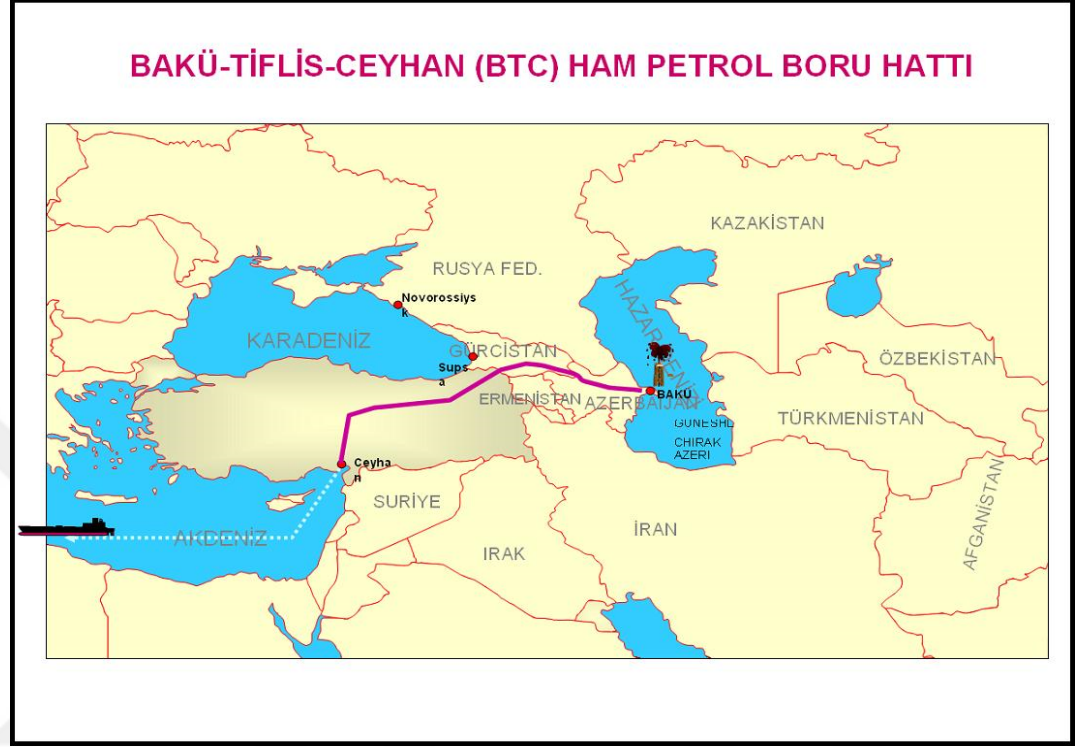 BAKÜ-TİFLİS-CEYHAN (BTC) HAM PETROL BORU HATTI
KAZAKİSTAN
RUSYA FED.
HAZAR DENİZİ
Novorossiys
k
KARADENİZ
GÜRCİSTAN
Sups
a
ÖZBEKİSTAN
ERMENİSTAN
AZERBAIJAN
BAKÜ
TÜRKMENİSTAN
GUNESHL
CHIRAK
AZERI
Ceyha
n
SURİYE
İRAN
AFGANİSTAN
AKDENİZ
IRAK